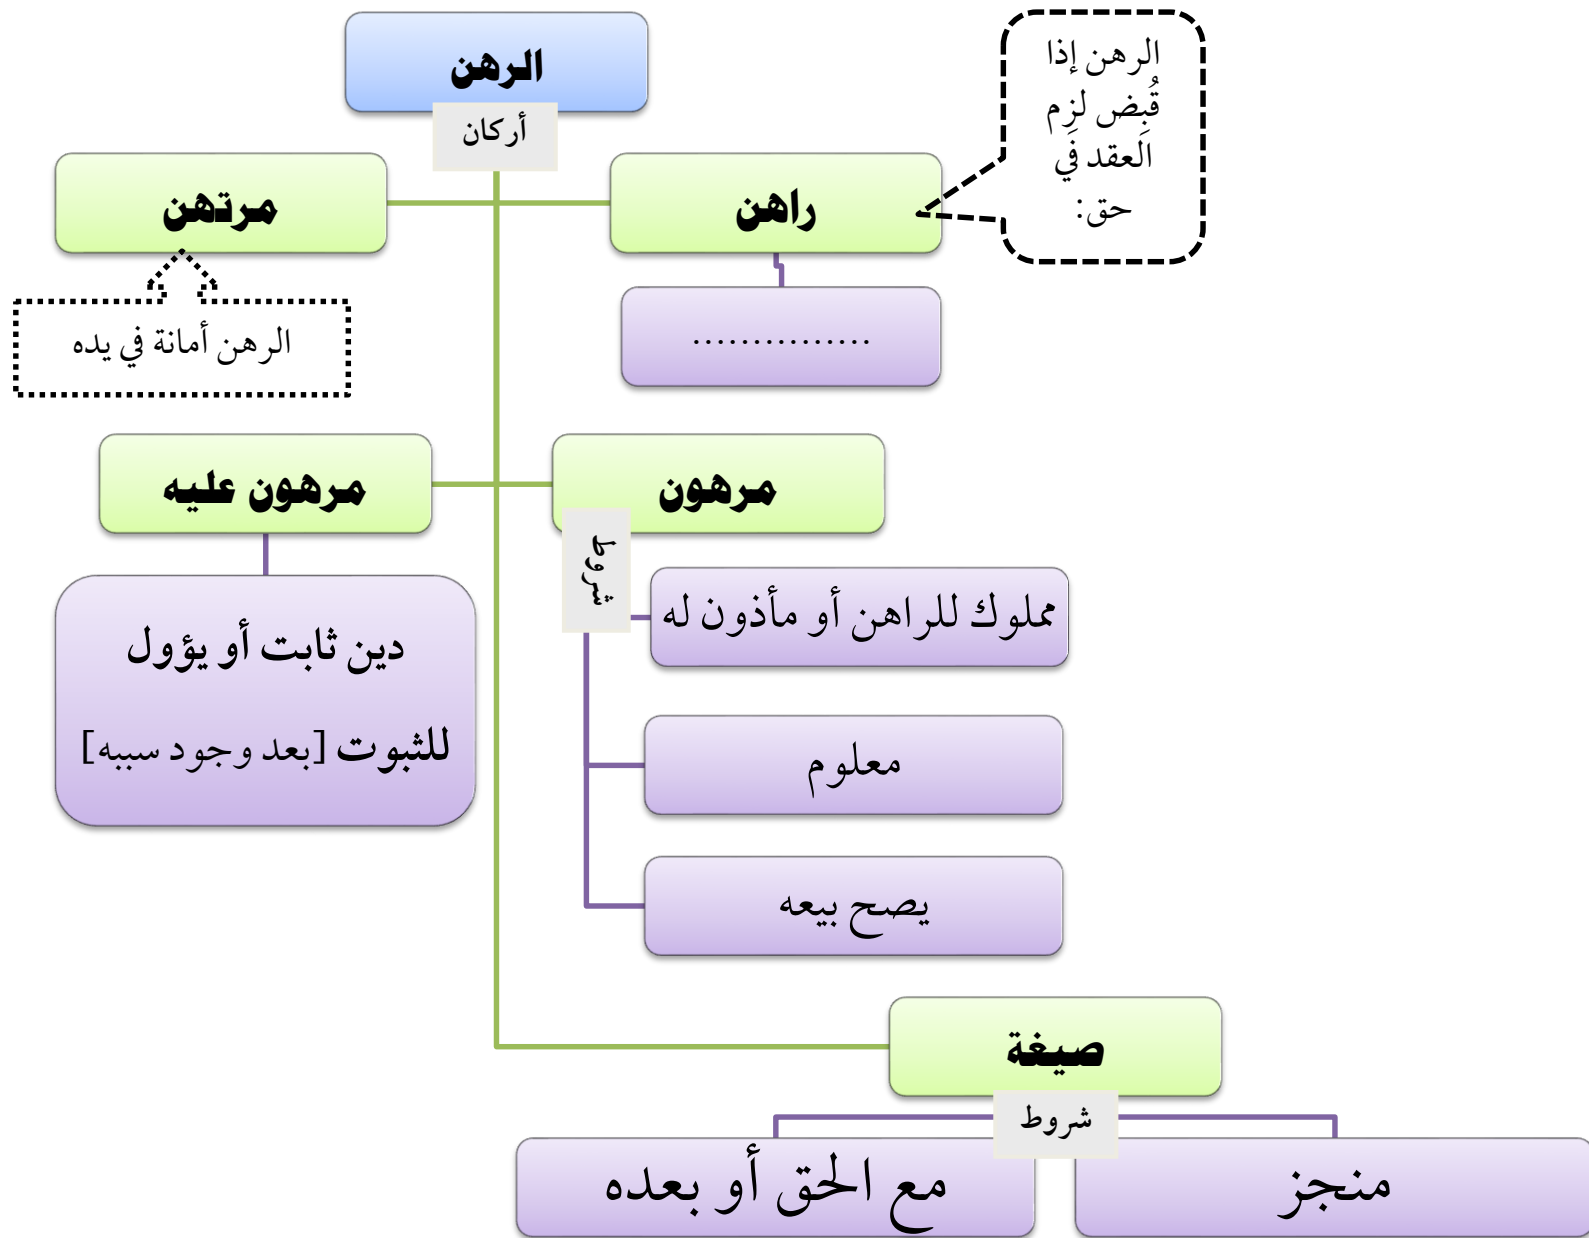 الرهن
أركان
الرهن إذا
قُبِض لزِم
العقد في
حق:
راهن
مرتهن
...............
الرهن أمانة في يده
مرهون
مرهون عليه
شروط
مملوك للراهن أو مأذون له
دين ثابت أو يؤول
للثبوت [بعد وجود سببه]
معلوم
يصح بيعه
صيغة
شروط
منجز
مع الحق أو بعده